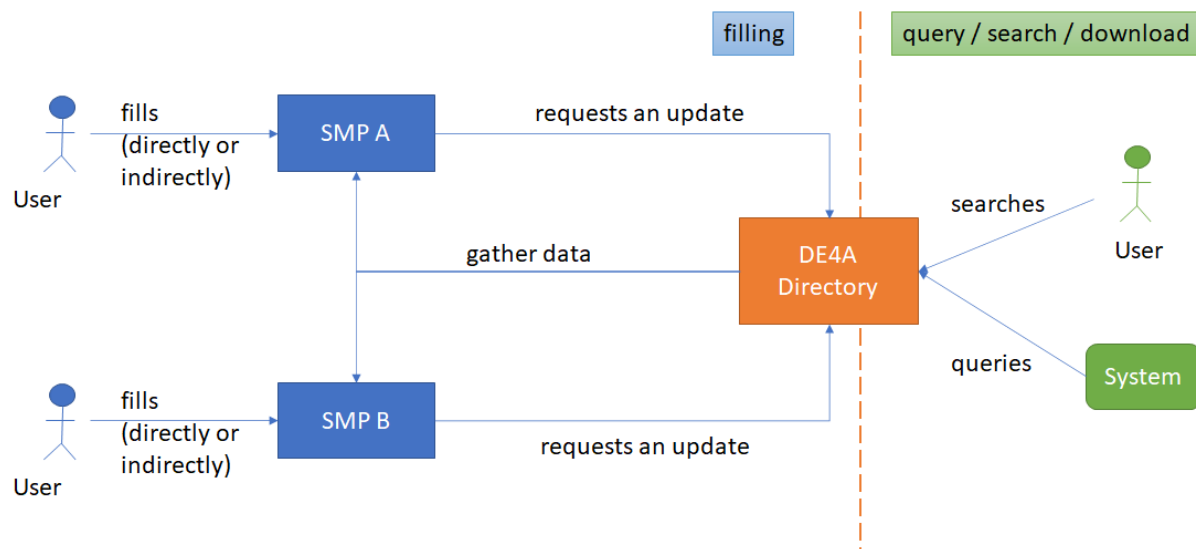 filling
query / search / download
fills
(directly or
indirectly)
User
SMP A
requests an update
searches
User
gather data
DE4A
Directory
queries
System
fills
(directly or
indirectly)
User
SMP B
requests an update